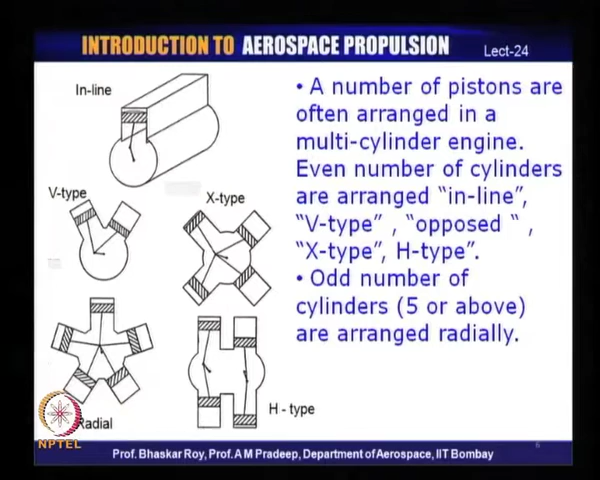 INTRODUCTION TO AEROSPACE PROPULSION
Lect-24
In-line
V-type
X-type
Radial
H - type
• A number of pistons are
often arranged in a
multi-cylinder engine.
Even number of cylinders
are arranged “in-line”,
“V-type” , “opposed “ ,
“X-type”, H-type”.
• Odd number of
cylinders (5 or above)
are arranged radially.
NPTEL
6
Prof. Bhaskar Roy, Prof. A M Pradeep, Department of Aerospace, IIT Bombay